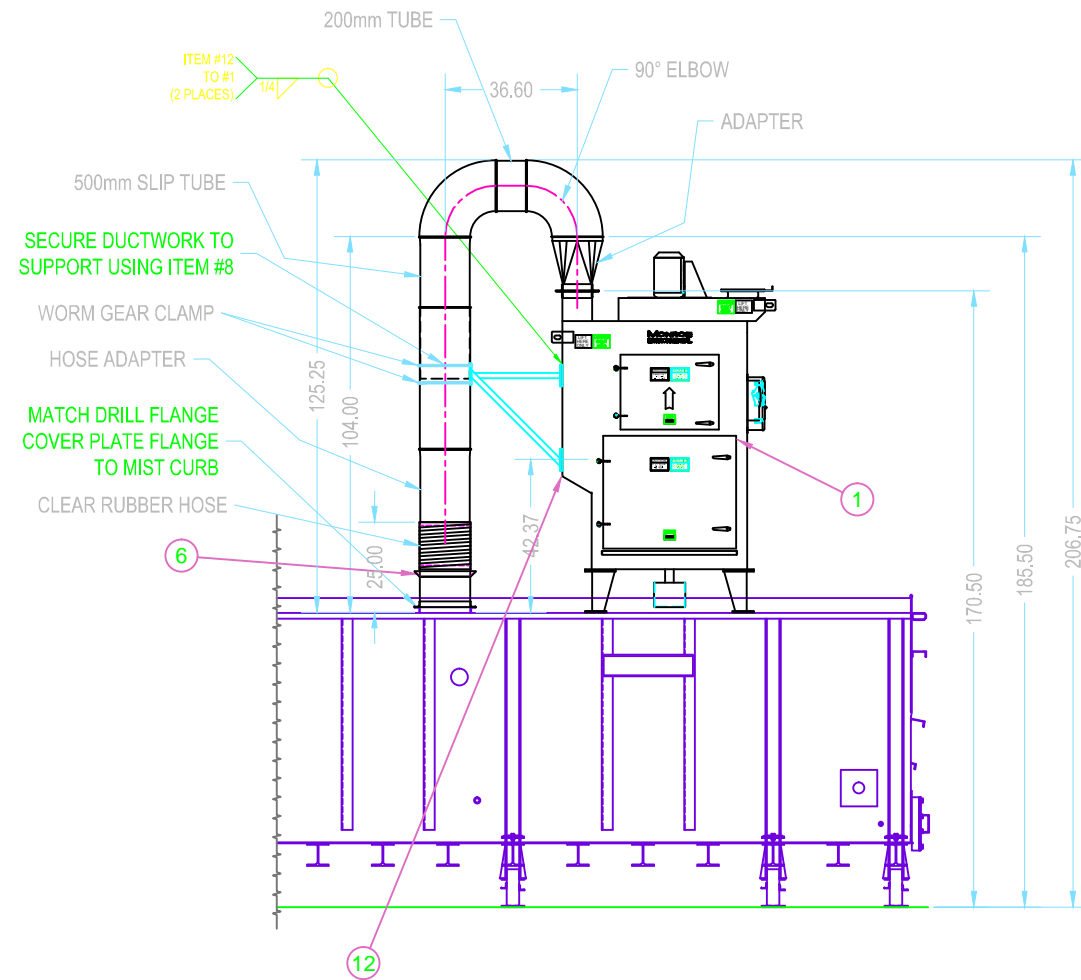 200mm TUBE
ITEM #12
TO #1
(2 PLACES)
1/4
90° ELBOW
36.60
ADAPTER
500mm SLIP TUBE
SECURE DUCTWORK TO
SUPPORT USING ITEM #8
WORM GEAR CLAMP
HOSE ADAPTER
MATCH DRILL FLANGE
COVER PLATE FLANGE
TO MIST CURB
CLEAR RUBBER HOSE
125.25
104.00
25.00
42.37
MONROE
170.50
185.50
206.75
1
6
12